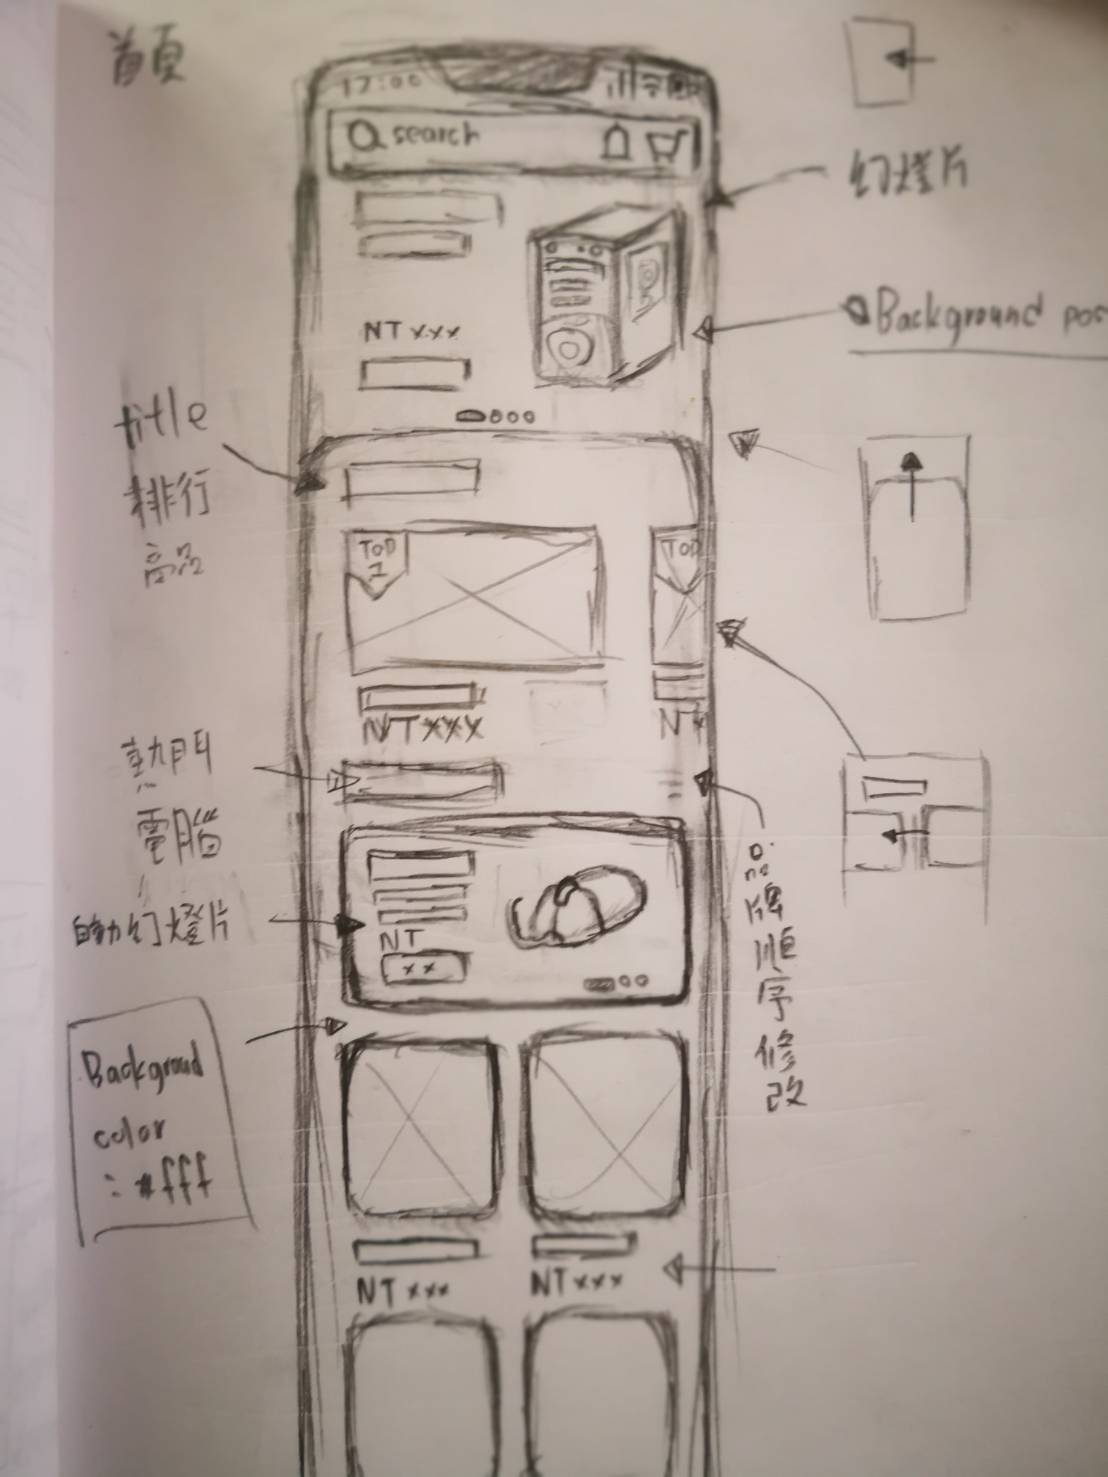 首頁
17:00
search
幻燈片
NT xxx
Background pos
title
排行
商品
TOP
1
TOP
NTxxx
NT
熱門
電腦
自動幻燈片
NT
xx
品牌順序修改
Backgroud
color
: #fff
NT xxx
NT xxx